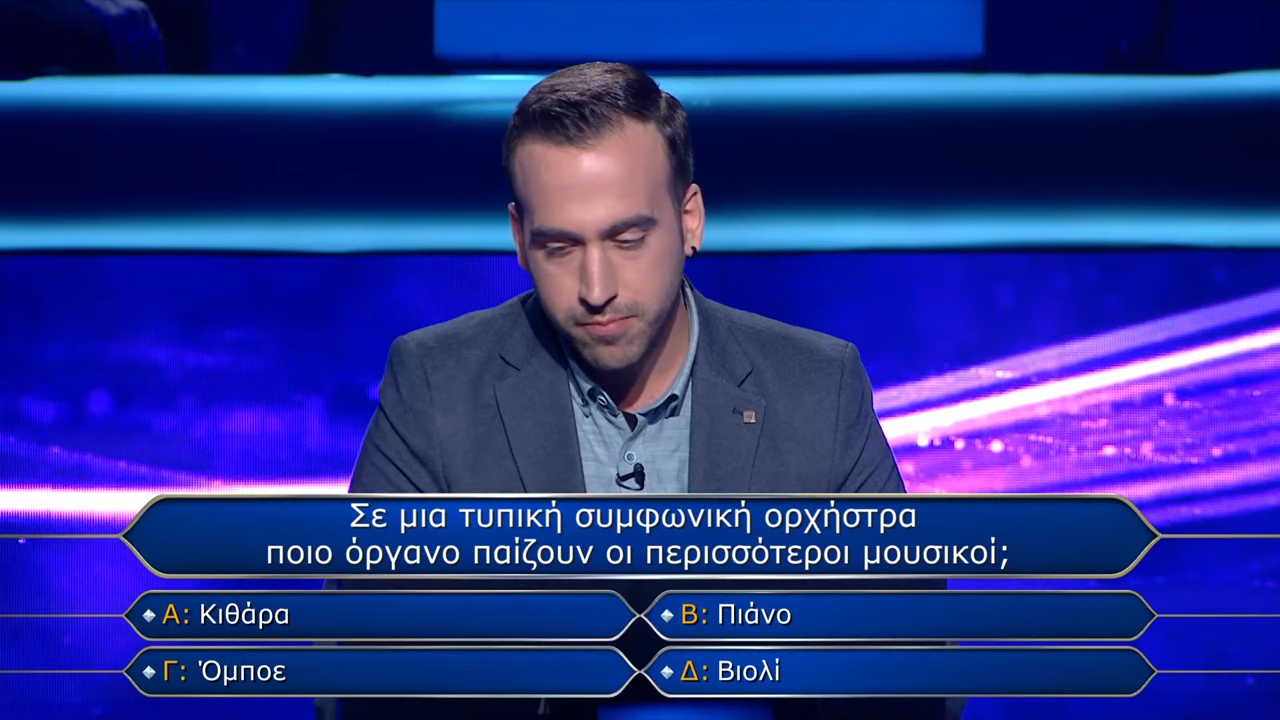 Σε μια τυπική συμφωνική ορχήστρα
ποιο όργανο παίζουν οι περισσότεροι μουσικοί;
Α: Κιθάρα
Β: Πιάνο
Γ: Όμποε
Δ: Βιολί